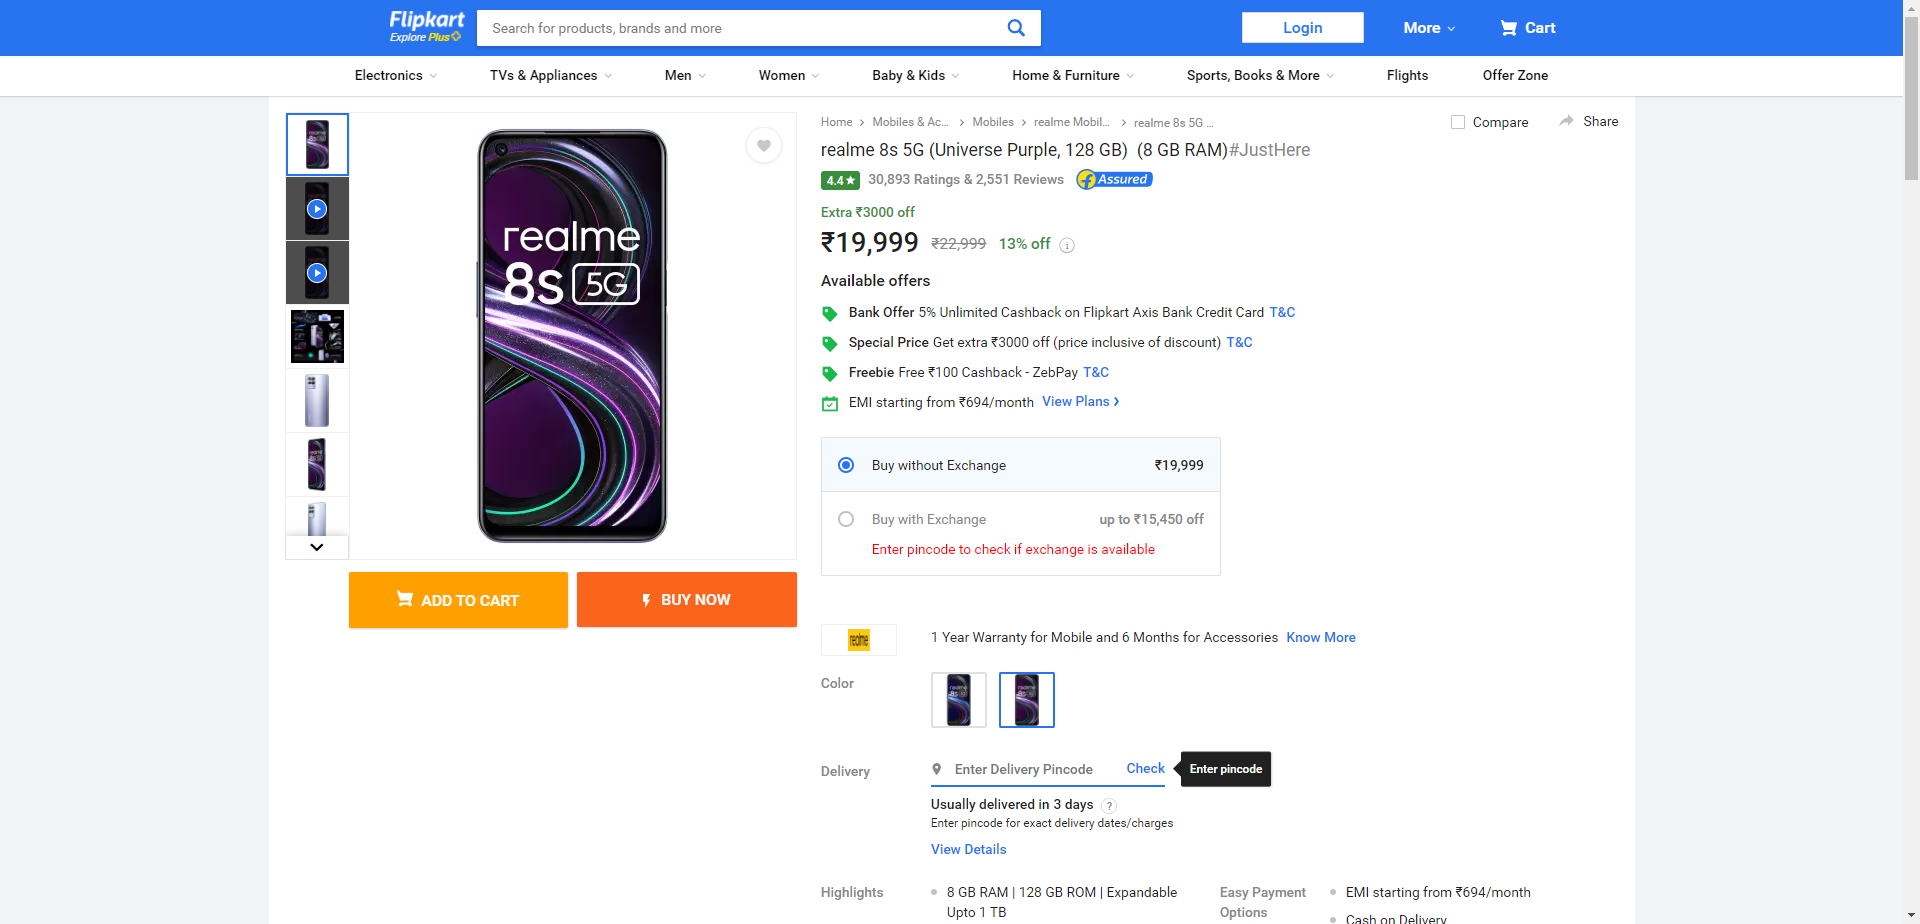 Flipkart
Explore Plus
Search for products, brands and more
Login
More
Cart
Electronics
TVs & Appliances
Men
Women
Baby & Kids
Home & Furniture
Sports, Books & More
Flights
Offer Zone
Home
Mobiles & Ac...
Mobiles
realme Mobil...
realme 8s 5G ...
Compare
Share
realme 8s 5G (Universe Purple, 128 GB) (8 GB RAM)#JustHere
4.4★ 30,893 Ratings & 2,551 Reviews
Assured
Extra ₹3000 off
₹19,999 ₹22,999 13% off
Available offers
Bank Offer 5% Unlimited Cashback on Flipkart Axis Bank Credit Card T&C
Special Price Get extra ₹3000 off (price inclusive of discount) T&C
Freebie Free ₹100 Cashback - ZebPay T&C
EMI starting from ₹694/month View Plans
Buy without Exchange ₹19,999
Buy with Exchange up to ₹15,450 off
Enter pincode to check if exchange is available
realme
8s 5G
ADD TO CART
BUY NOW
realme
1 Year Warranty for Mobile and 6 Months for Accessories Know More
Color
realme
8s
realme
8s
Delivery
Enter Delivery Pincode
Check
Enter pincode
Usually delivered in 3 days ?
Enter pincode for exact delivery dates/charges
View Details
Highlights
8 GB RAM | 128 GB ROM | Expandable
Upto 1 TB
Easy Payment
Options
EMI starting from ₹694/month
Cash on Delivery